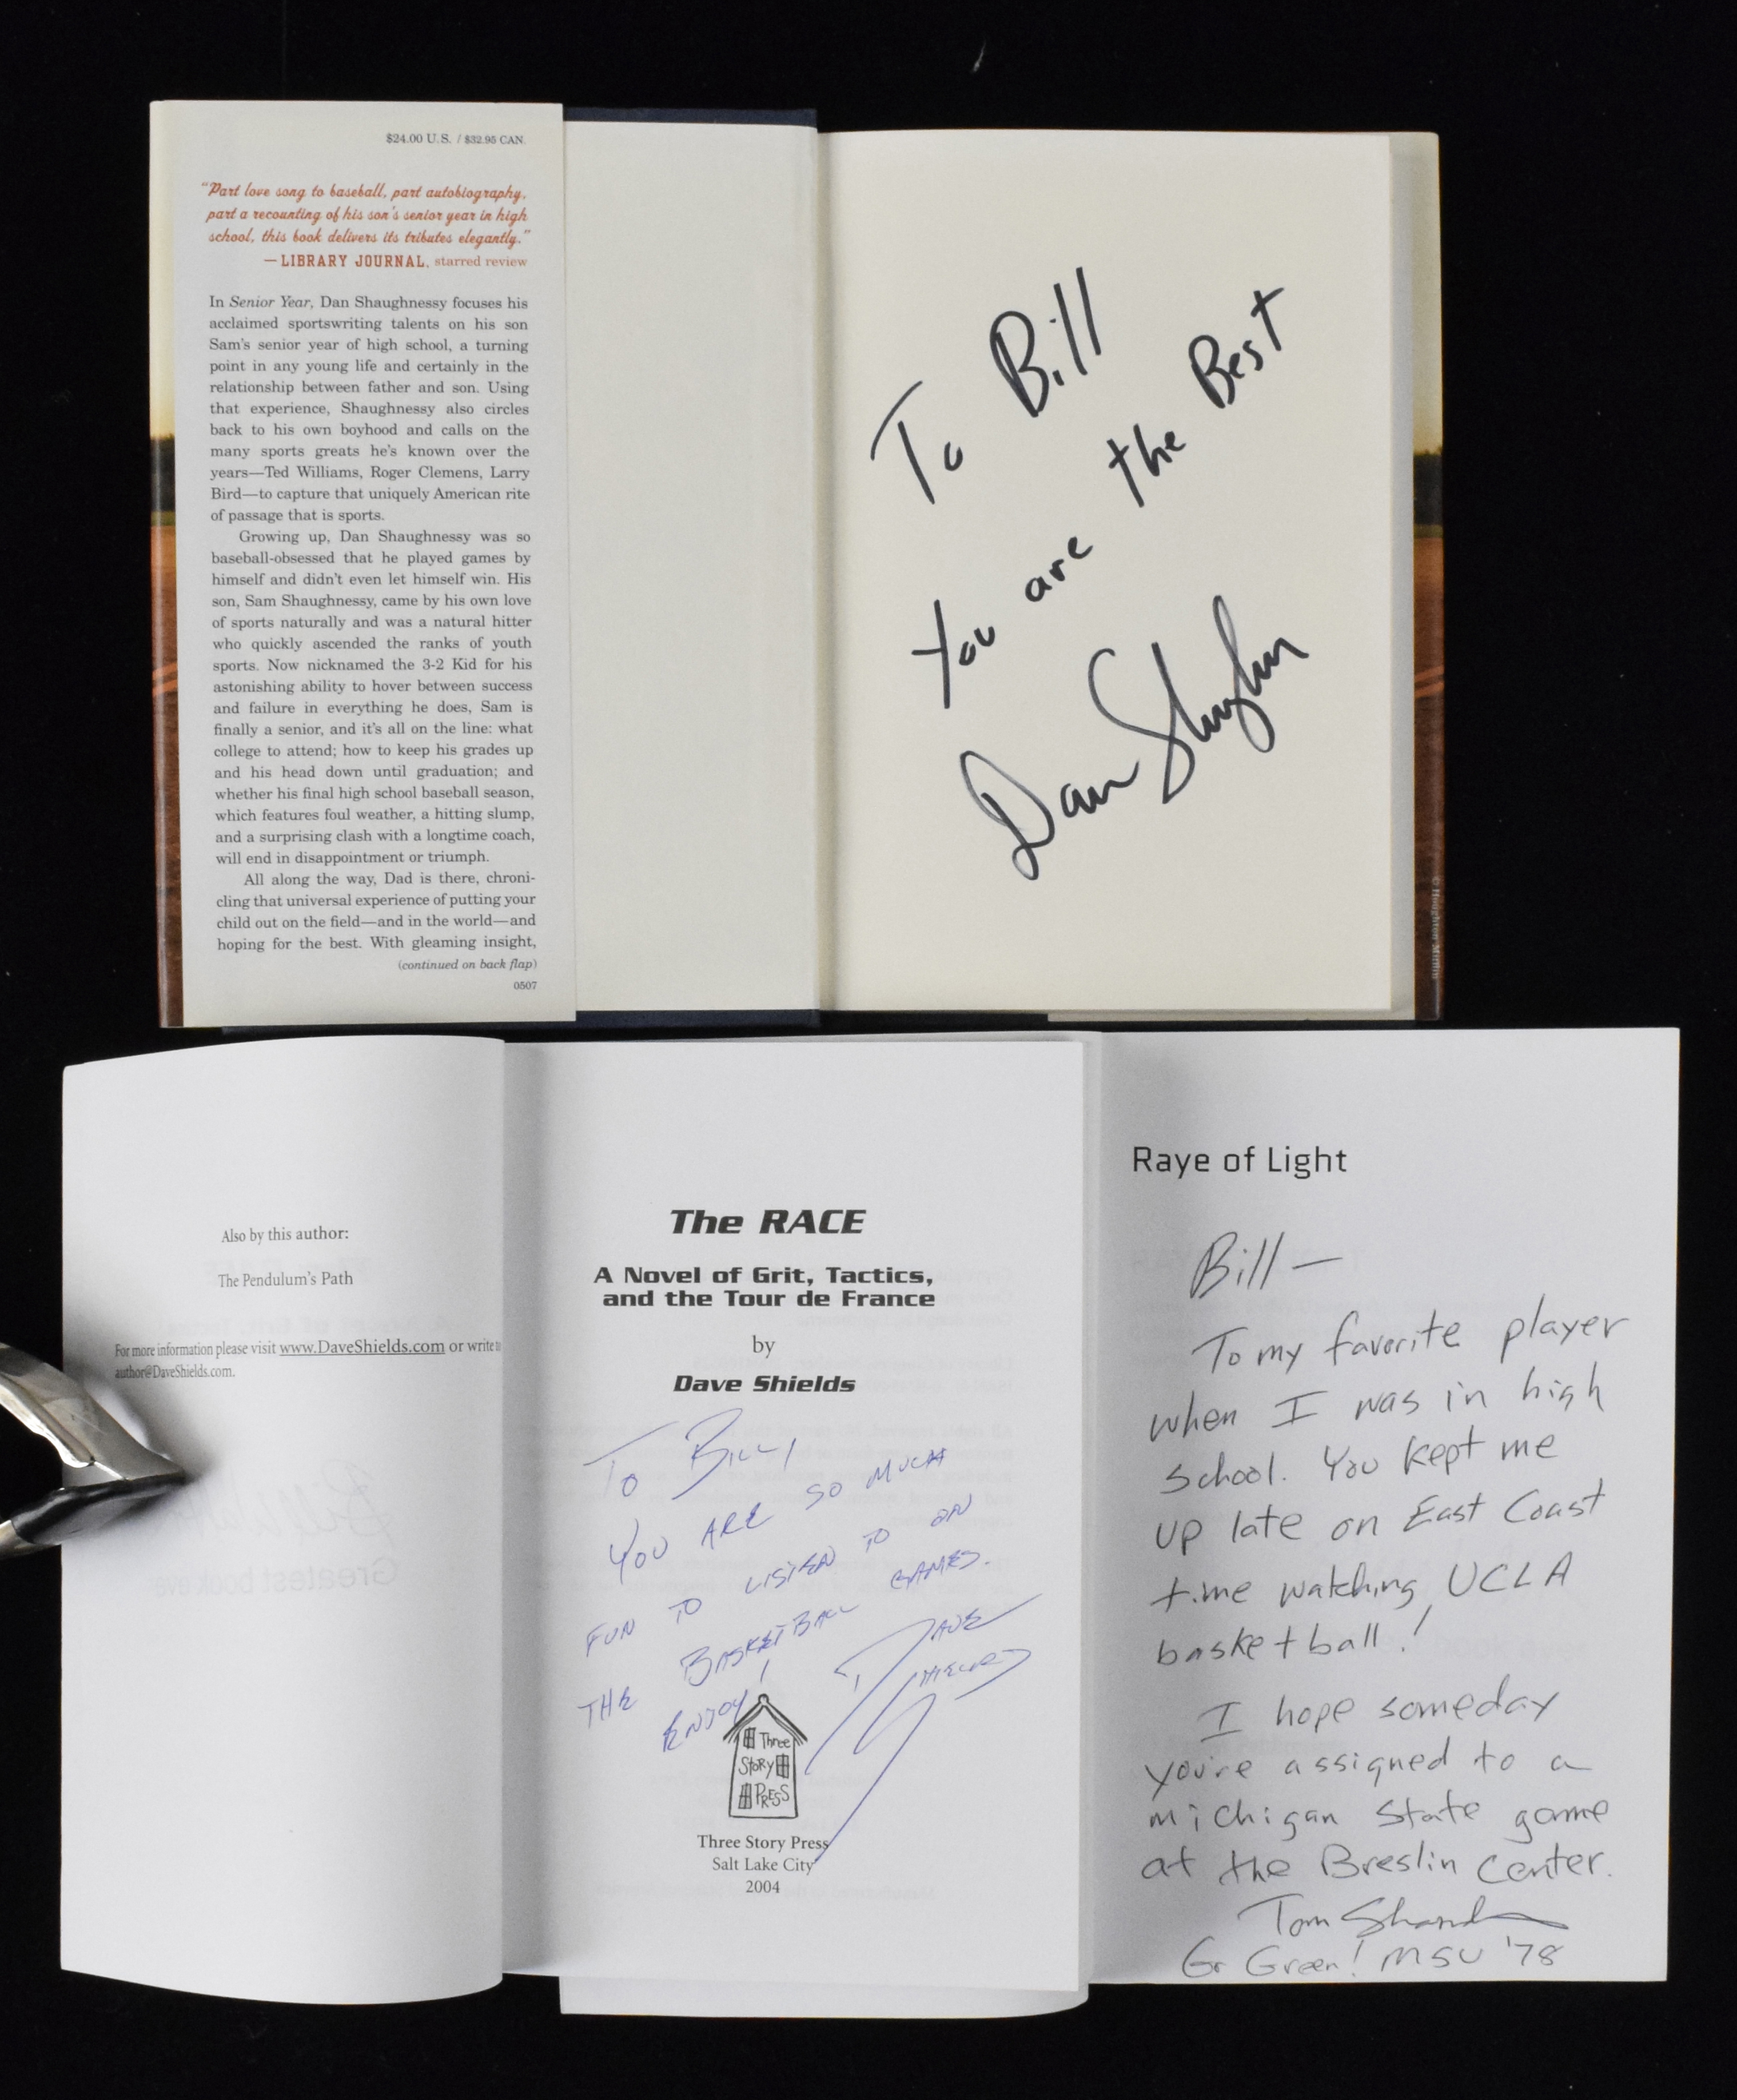 $24.00 U.S. / $32.95 CAN.
"Part love song to baseball, part autobiography,
part a recounting of his son's senior year in high
school, this book delivers its tributes elegantly."
—LIBRARY JOURNAL, starred review
In Senior Year, Dan Shaughnessy focuses his
acclaimed sportswriting talents on his son
Sam's senior year of high school, a turning
point in any young life and certainly in the
relationship between father and son. Using
that experience, Shaughnessy also circles
back to his own boyhood and calls on the
many sports greats he's known over the
years—Ted Williams, Roger Clemens, Larry
Bird—to capture that uniquely American rite
of passage that is sports.
Growing up, Dan Shaughnessy was so
baseball-obsessed that he played games by
himself and didn't even let himself win. His
son, Sam Shaughnessy, came by his own love
of sports naturally and was a natural hitter
who quickly ascended the ranks of youth
sports. Now nicknamed the 3-2 Kid for his
astonishing ability to hover between success
and failure in everything he does, Sam is
finally a senior, and it's all on the line: what
college to attend; how to keep his grades up
and his head down until graduation; and
whether his final high school baseball season,
which features foul weather, a hitting slump,
and a surprising clash with a longtime coach,
will end in disappointment or triumph.
All along the way, Dad is there, chroni-
cling that universal experience of putting your
child out on the field—and in the world—and
hoping for the best. With gleaming insight,
(continued on back flap)
0507
To Bill
You are the Best
Dan
© Houghton Mifflin
Also by this author:
The Pendulum's Path
For more information please visit www.DaveShields.com or write
author@DaveShields.com.
The RACE
A Novel of Grit, Tactics,
and the Tour de France
by
Dave Shields
TO BILL,
YOU ARE SO MUCH
FUN TO LISTEN TO ON
THE BASKETBALL GAMES.
ENJOY!
DAVE
SHIELDS
Three
Story
PRESS
Three Story Press
Salt Lake City
2004
Raye of Light
Bill—
To my favorite player
when I was in high
school. You kept me
up late on East Coast
time watching UCLA
basketball!
I hope someday
you're assigned to a
michigan State game
at the Breslin Center.
Tom
Go Green! MSU '78